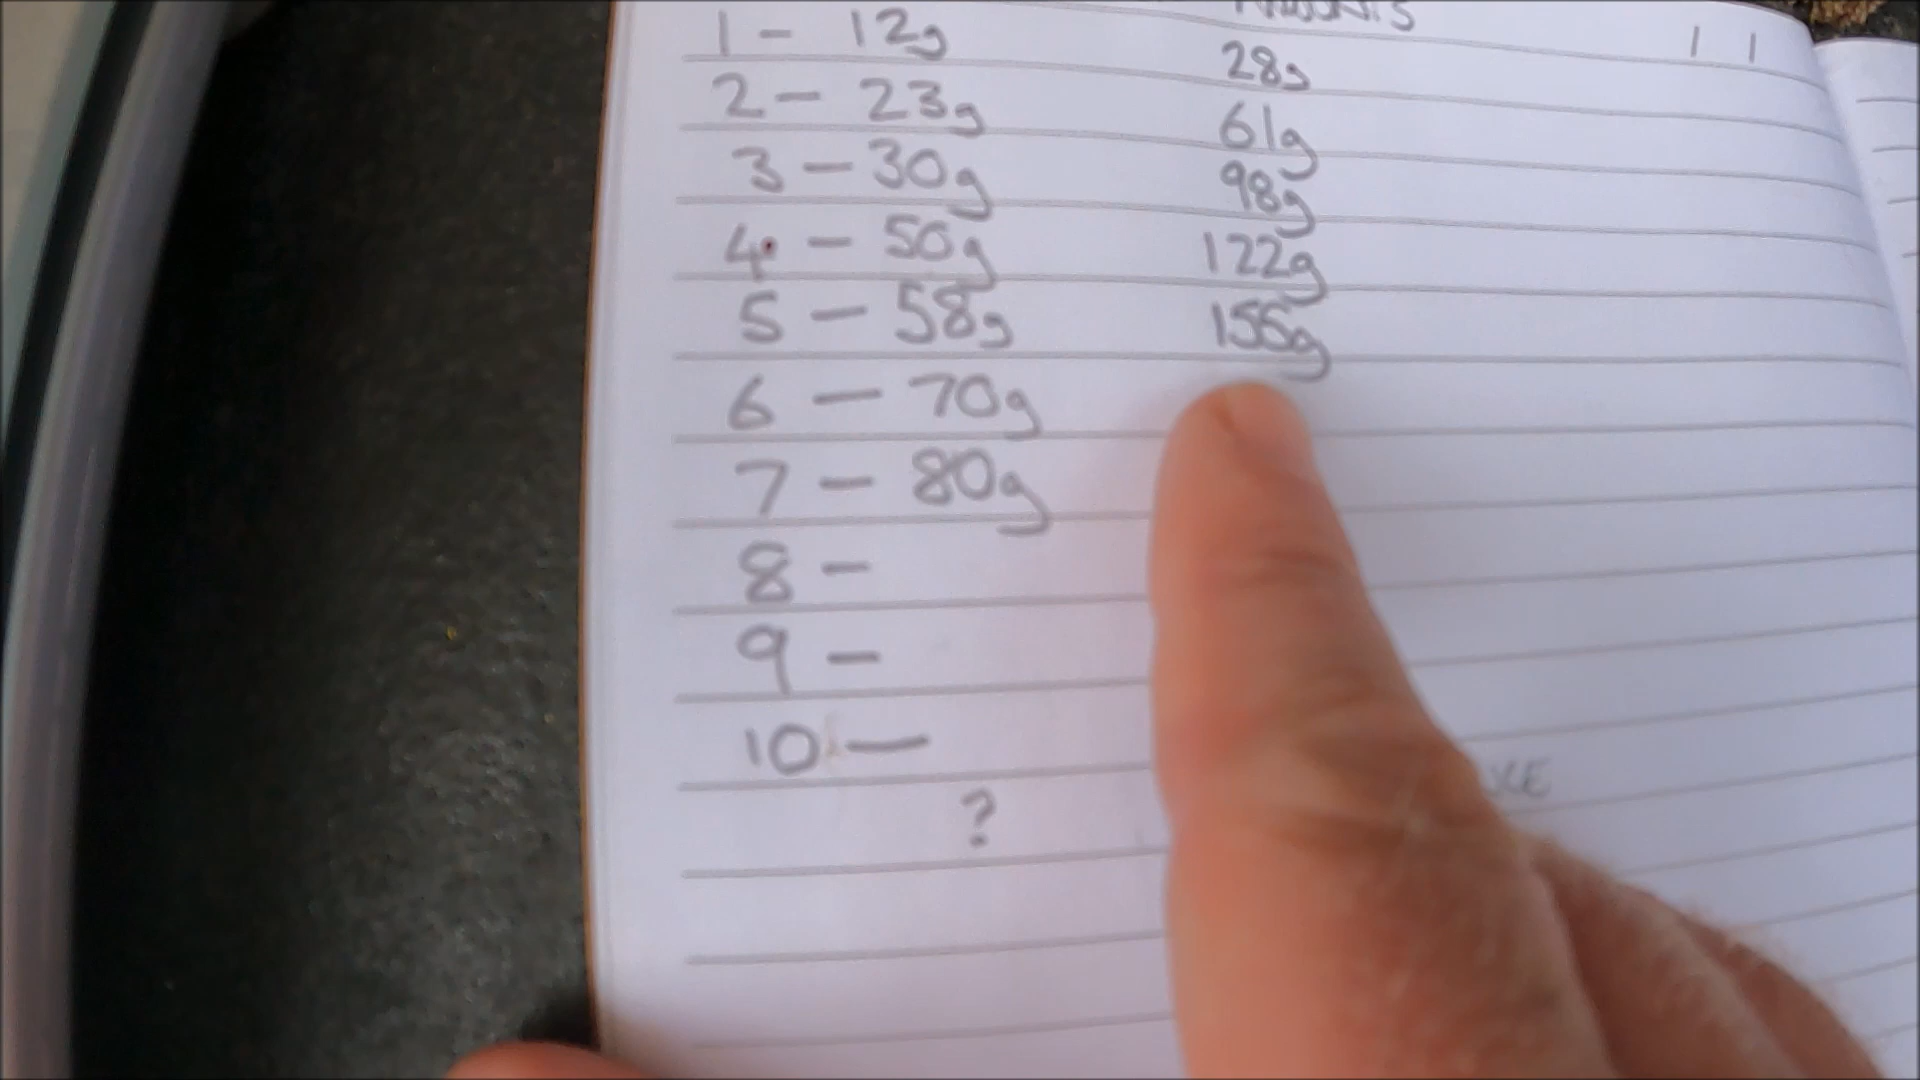 1 - 12g 28g
2 - 23g 61g
3 - 30g 98g
4 - 50g 122g
5 - 58g 156g
6 - 70g
7 - 80g
8 -
9 -
10 -
?